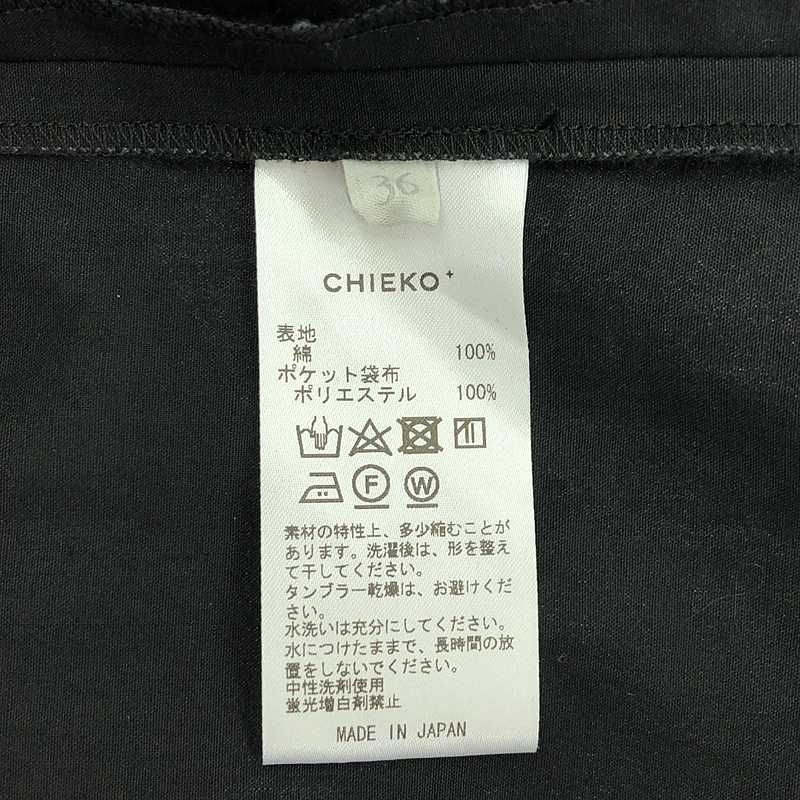 36
CHIEKO+
表地
綿 100%
ポケット袋布
ポリエステル 100%
F W
素材の特性上、多少縮むことが
あります。洗濯後は、形を整え
て干してください。
タンブラー乾燥は、お避けくだ
さい。
水洗いは充分にしてください。
水につけたままで、長時間の放
置をしないでください。
中性洗剤使用
蛍光増白剤禁止
MADE IN JAPAN